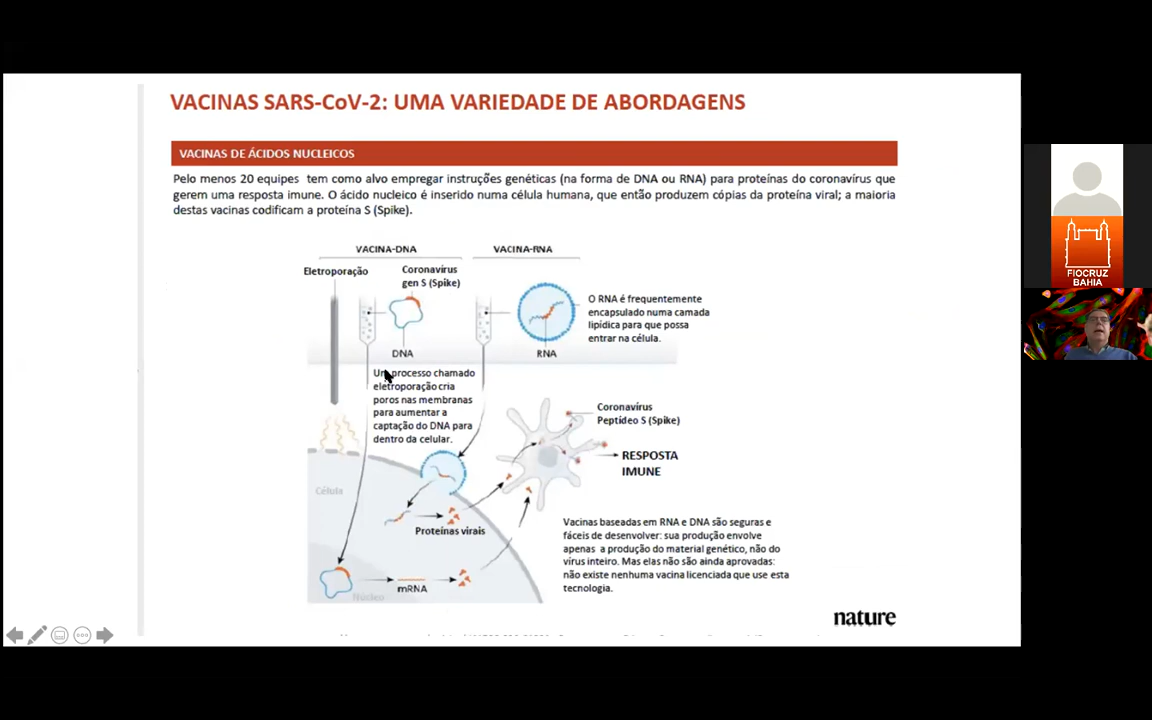 VACINAS SARS-CoV-2: UMA VARIEDADE DE ABORDAGENS
VACINAS DE ÁCIDOS NUCLEICOS
Pelo menos 20 equipes tem como alvo empregar instruções genéticas (na forma de DNA ou RNA) para proteínas do coronavírus que
gerem uma resposta imune. O ácido nucleico é inserido numa célula humana, que então produzem cópias da proteína viral; a maioria
destas vacinas codificam a proteína S (Spike).
VACINA-DNA
VACINA-RNA
Eletroporação
Coronavírus
gen S (Spike)
O RNA é frequentemente
encapsulado numa camada
lipídica para que possa
entrar na célula.
DNA
RNA
Um processo chamado
eletroporação cria
poros nas membranas
para aumentar a
captação do DNA para
dentro da celular.
Coronavírus
Peptídeo S (Spike)
RESPOSTA
IMUNE
Célula
Proteínas virais
Vacinas baseadas em RNA e DNA são seguras e
fáceis de desenvolver: sua produção envolve
apenas a produção do material genético, não do
vírus inteiro. Mas elas não são ainda aprovadas:
não existe nenhuma vacina licenciada que use esta
tecnologia.
mRNA
Núcleo
nature
FIOCRUZ
BAHIA